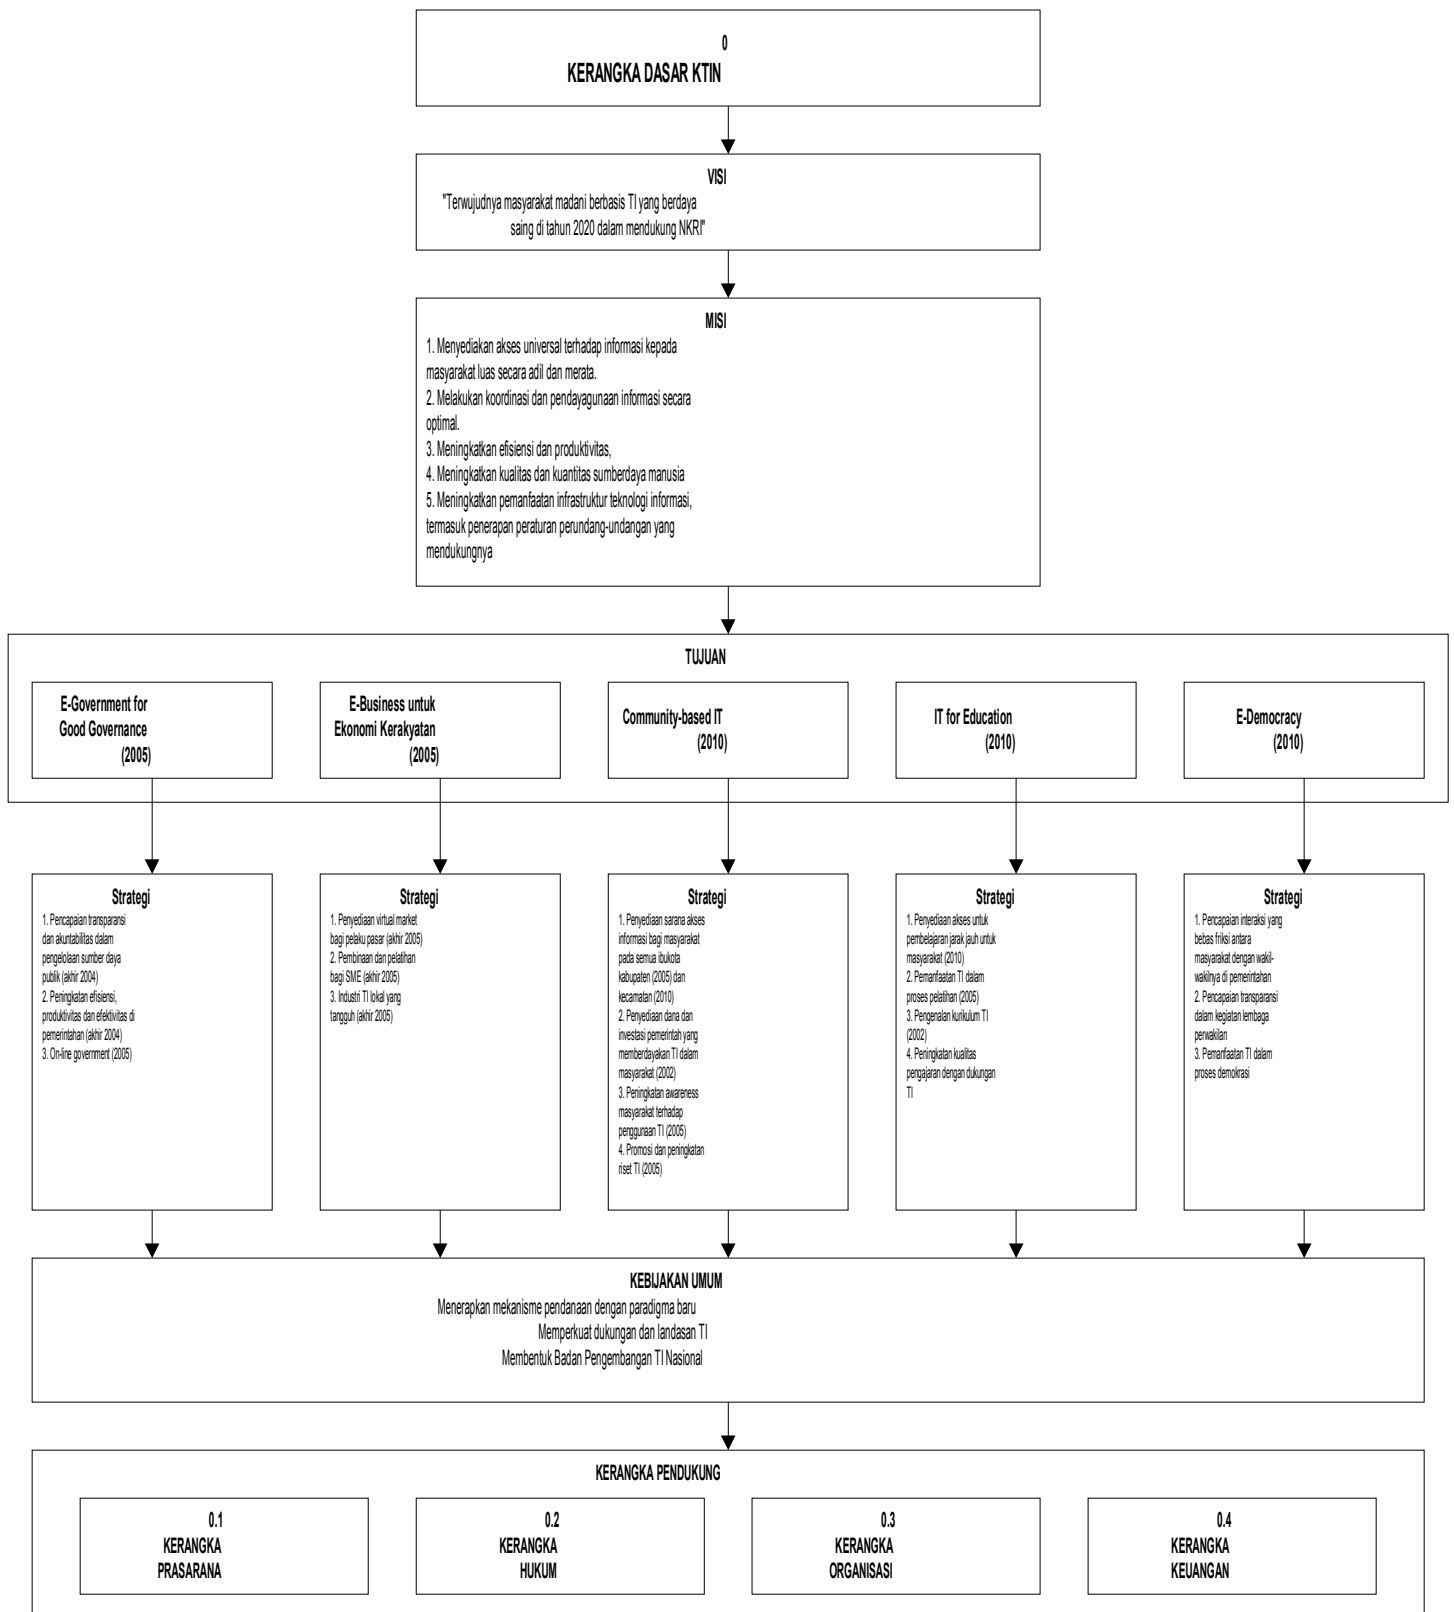 0
KERANGKA DASAR KTIN
VISI
"Terwujudnya masyarakat madani berbasis TI yang berdaya
saing di tahun 2020 dalam mendukung NKRI"
MISI
1. Menyediakan akses universal terhadap informasi kepada
masyarakat luas secara adil dan merata.
2. Melakukan koordinasi dan pendayagunaan informasi secara
optimal.
3. Meningkatkan efisiensi dan produktivitas,
4. Meningkatkan kualitas dan kuantitas sumberdaya manusia
5. Meningkatkan pemanfaatan infrastruktur teknologi informasi,
termasuk penerapan peraturan perundang-undangan yang
mendukungnya
TUJUAN
E-Government for
Good Governance
(2005)
E-Business untuk
Ekonomi Kerakyatan
(2005)
Community-based IT
(2010)
IT for Education
(2010)
E-Democracy
(2010)
Strategi
1. Pencapaian transparansi
dan akuntabilitas dalam
pengelolaan sumber daya
publik (akhir 2004)
2. Peningkatan efisiensi,
produktivitas dan efektivitas di
pemerintahan (akhir 2004)
3. On-line government (2005)
Strategi
1. Penyediaan virtual market
bagi pelaku pasar (akhir 2005)
2. Pembinaan dan pelatihan
bagi SME (akhir 2005)
3. Industri TI lokal yang
tangguh (akhir 2005)
Strategi
1. Penyediaan sarana akses
informasi bagi masyarakat
pada semua ibukota
kabupaten (2005) dan
kecamatan (2010)
2. Penyediaan dana dan
investasi pemerintah yang
memberdayakan TI dalam
masyarakat (2002)
3. Peningkatan awareness
masyarakat terhadap
penggunaan TI (2005)
4. Promosi dan peningkatan
riset TI (2005)
Strategi
1. Penyediaan akses untuk
pembelajaran jarak jauh untuk
masyarakat (2010)
2. Pemanfaatan TI dalam
proses pelatihan (2005)
3. Pengenalan kurikulum TI
(2002)
4. Peningkatan kualitas
pengajaran dengan dukungan
TI
Strategi
1. Pencapaian interaksi yang
bebas friksi antara
masyarakat dengan wakil-
wakilnya di pemerintahan
2. Pencapaian transparansi
dalam kegiatan lembaga
perwakilan
3. Pemanfaatan TI dalam
proses demokrasi
KEBIJAKAN UMUM
Menerapkan mekanisme pendanaan dengan paradigma baru
Memperkuat dukungan dan landasan TI
Membentuk Badan Pengembangan TI Nasional
KERANGKA PENDUKUNG
0.1
KERANGKA
PRASARANA
0.2
KERANGKA
HUKUM
0.3
KERANGKA
ORGANISASI
0.4
KERANGKA
KEUANGAN